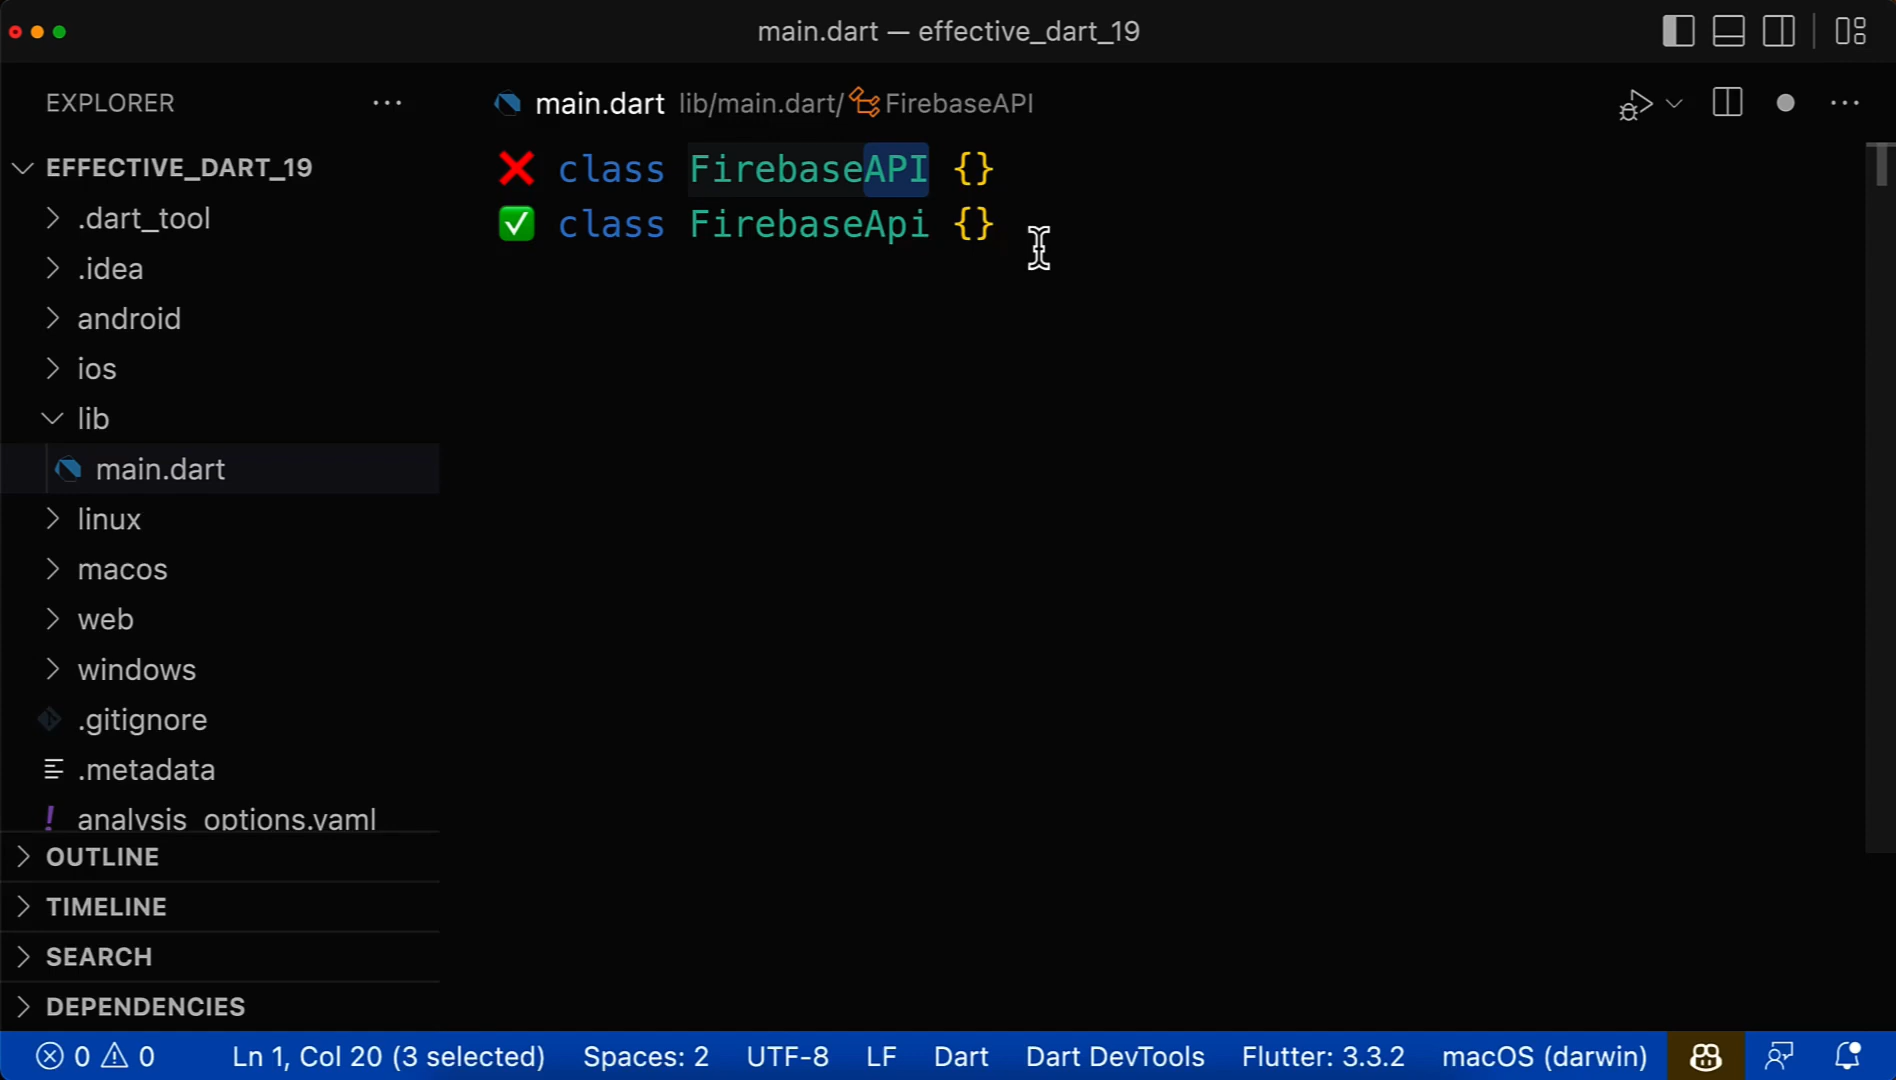 main.dart — effective_dart_19
EXPLORER
EFFECTIVE_DART_19
.dart_tool
.idea
android
ios
lib
main.dart
linux
macos
web
windows
.gitignore
.metadata
analysis_options.yaml
OUTLINE
TIMELINE
SEARCH
DEPENDENCIES
main.dart lib/main.dart/ FirebaseAPI
❌ class FirebaseAPI {}
✅ class FirebaseApi {}
0 0 Ln 1, Col 20 (3 selected) Spaces: 2 UTF-8 LF Dart Dart DevTools Flutter: 3.3.2 macOS (darwin)